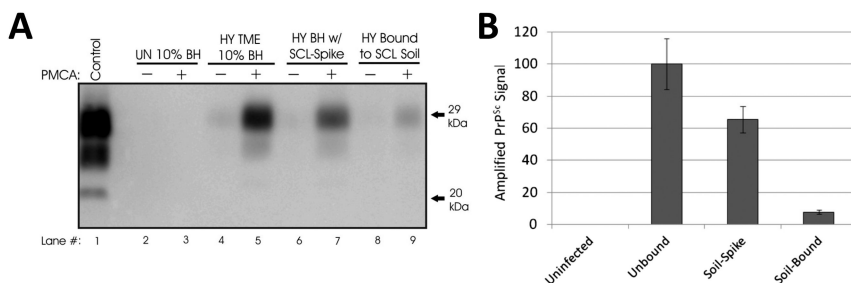 A
Control
UN 10% BH
HY TME
10% BH
HY BH w/
SCL-Spike
HY Bound
to SCL Soil
PMCA: – + – + – + – +
29
kDa
20
kDa
Lane #: 1 2 3 4 5 6 7 8 9
B
Amplified PrPSc Signal
120
100
80
60
40
20
0
Uninfected
Unbound
Soil-Spike
Soil-Bound